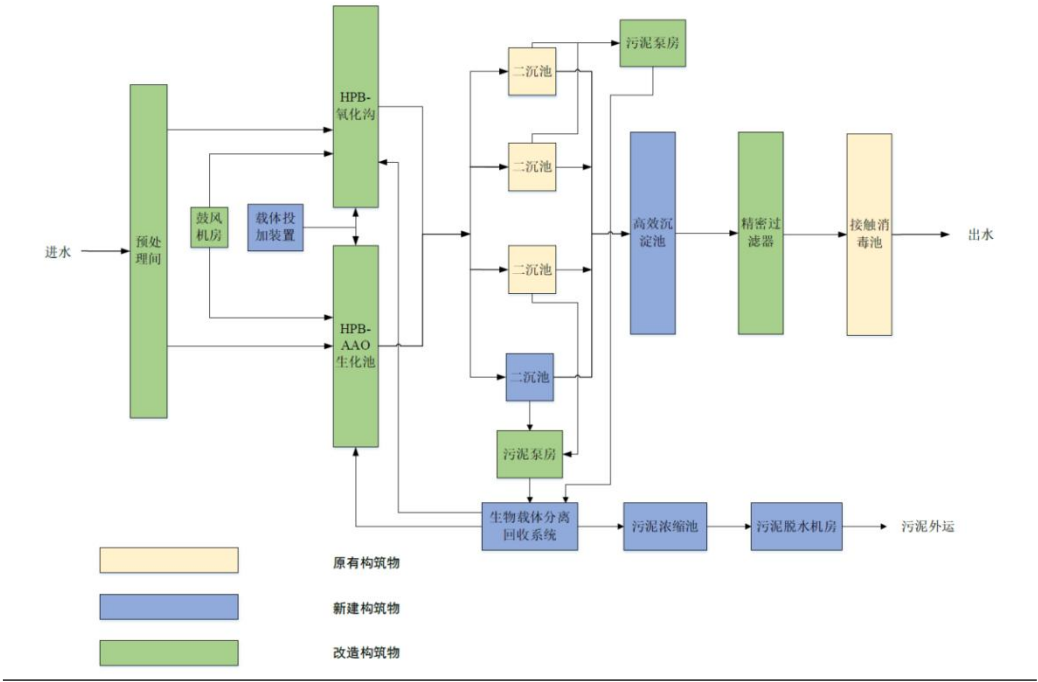 HPB-
氧化沟
二沉池
污泥泵房
二沉池
鼓风
机房
载体投
加装置
预处
理间
进水
高效沉
淀池
精密过
滤器
接触消
毒池
出水
二沉池
HPB-
AAO
生化池
二沉池
污泥泵房
生物载体分离
回收系统
污泥浓缩池
污泥脱水机房
污泥外运
原有构筑物
新建构筑物
改造构筑物